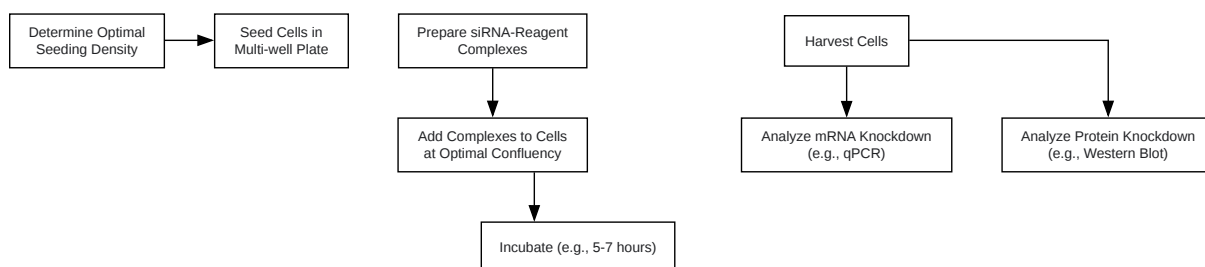 Determine Optimal
Seeding Density
Seed Cells in
Multi-well Plate
Prepare siRNA-Reagent
Complexes
Add Complexes to Cells
at Optimal Confluency
Incubate (e.g., 5-7 hours)
Harvest Cells
Analyze mRNA Knockdown
(e.g., qPCR)
Analyze Protein Knockdown
(e.g., Western Blot)